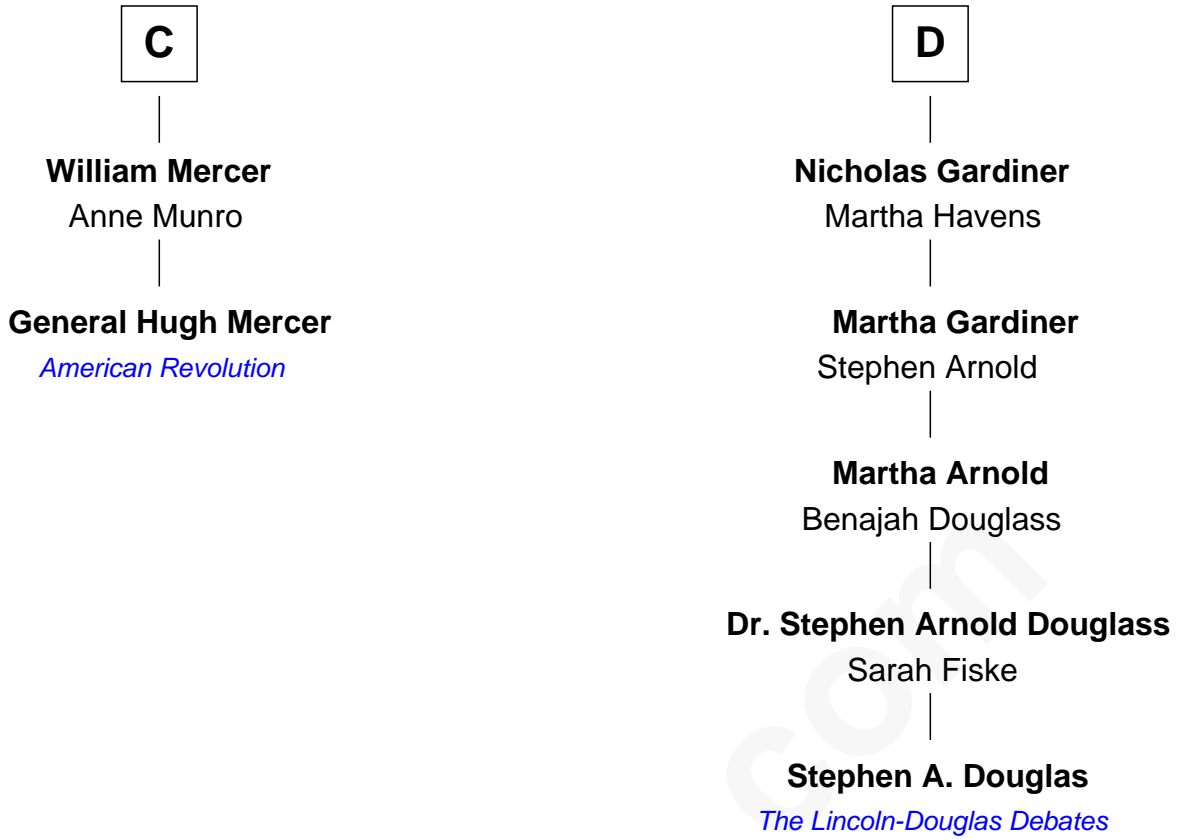 C
William Mercer
Anne Munro
General Hugh Mercer
American Revolution
D
Nicholas Gardiner
Martha Havens
Martha Gardiner
Stephen Arnold
Martha Arnold
Benajah Douglass
Dr. Stephen Arnold Douglass
Sarah Fiske
Stephen A. Douglas
The Lincoln-Douglas Debates
com